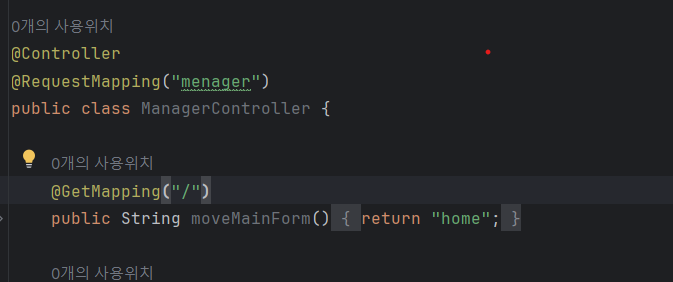 0개의 사용위치
@Controller
@RequestMapping("menager")
public class ManagerController {
0개의 사용위치
@GetMapping("/")
public String moveMainForm() { return "home"; }
0개의 사용위치